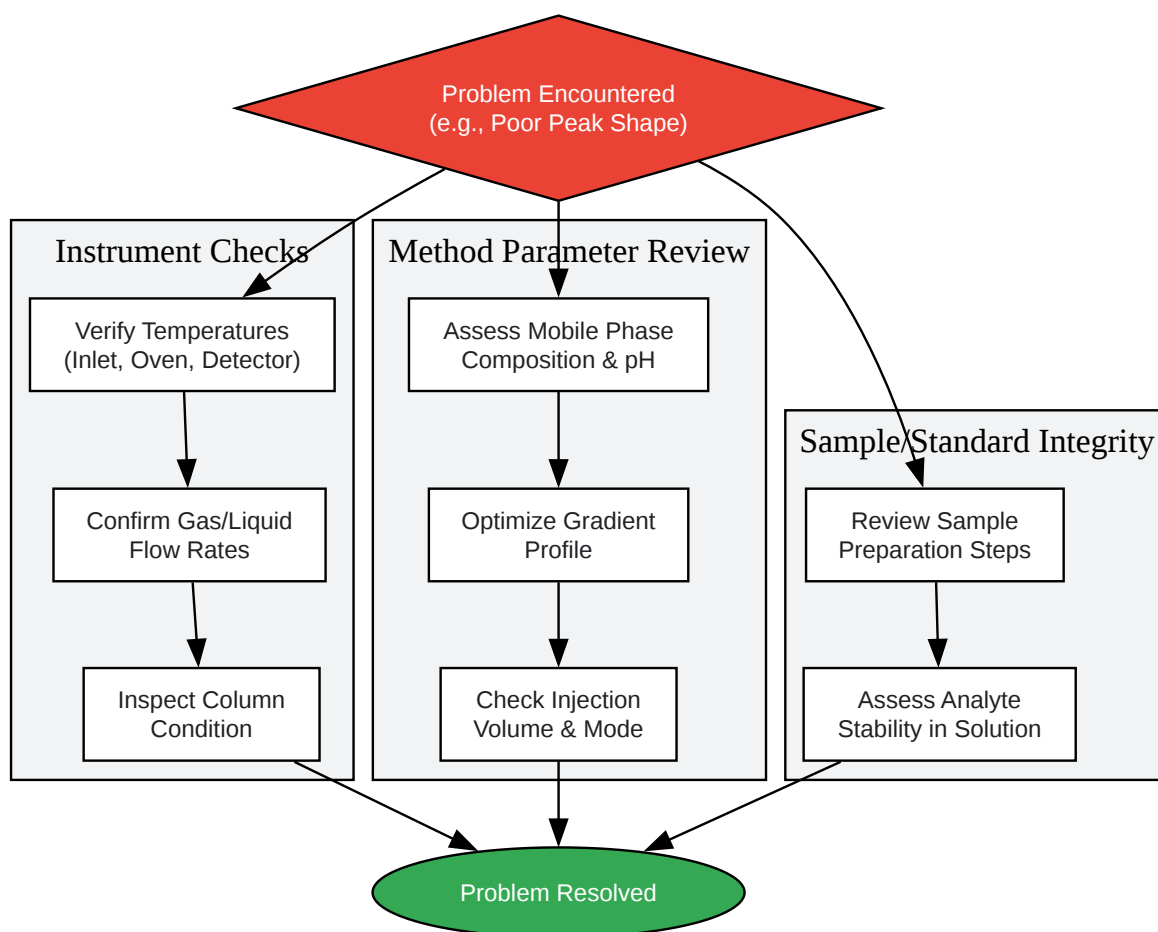 Problem Encountered
(e.g., Poor Peak Shape)
Instrument Checks
Verify Temperatures
(Inlet, Oven, Detector)
Confirm Gas/Liquid
Flow Rates
Inspect Column
Condition
Method Parameter Review
Assess Mobile Phase
Composition & pH
Optimize Gradient
Profile
Check Injection
Volume & Mode
Sample/Standard Integrity
Review Sample
Preparation Steps
Assess Analyte
Stability in Solution
Problem Resolved